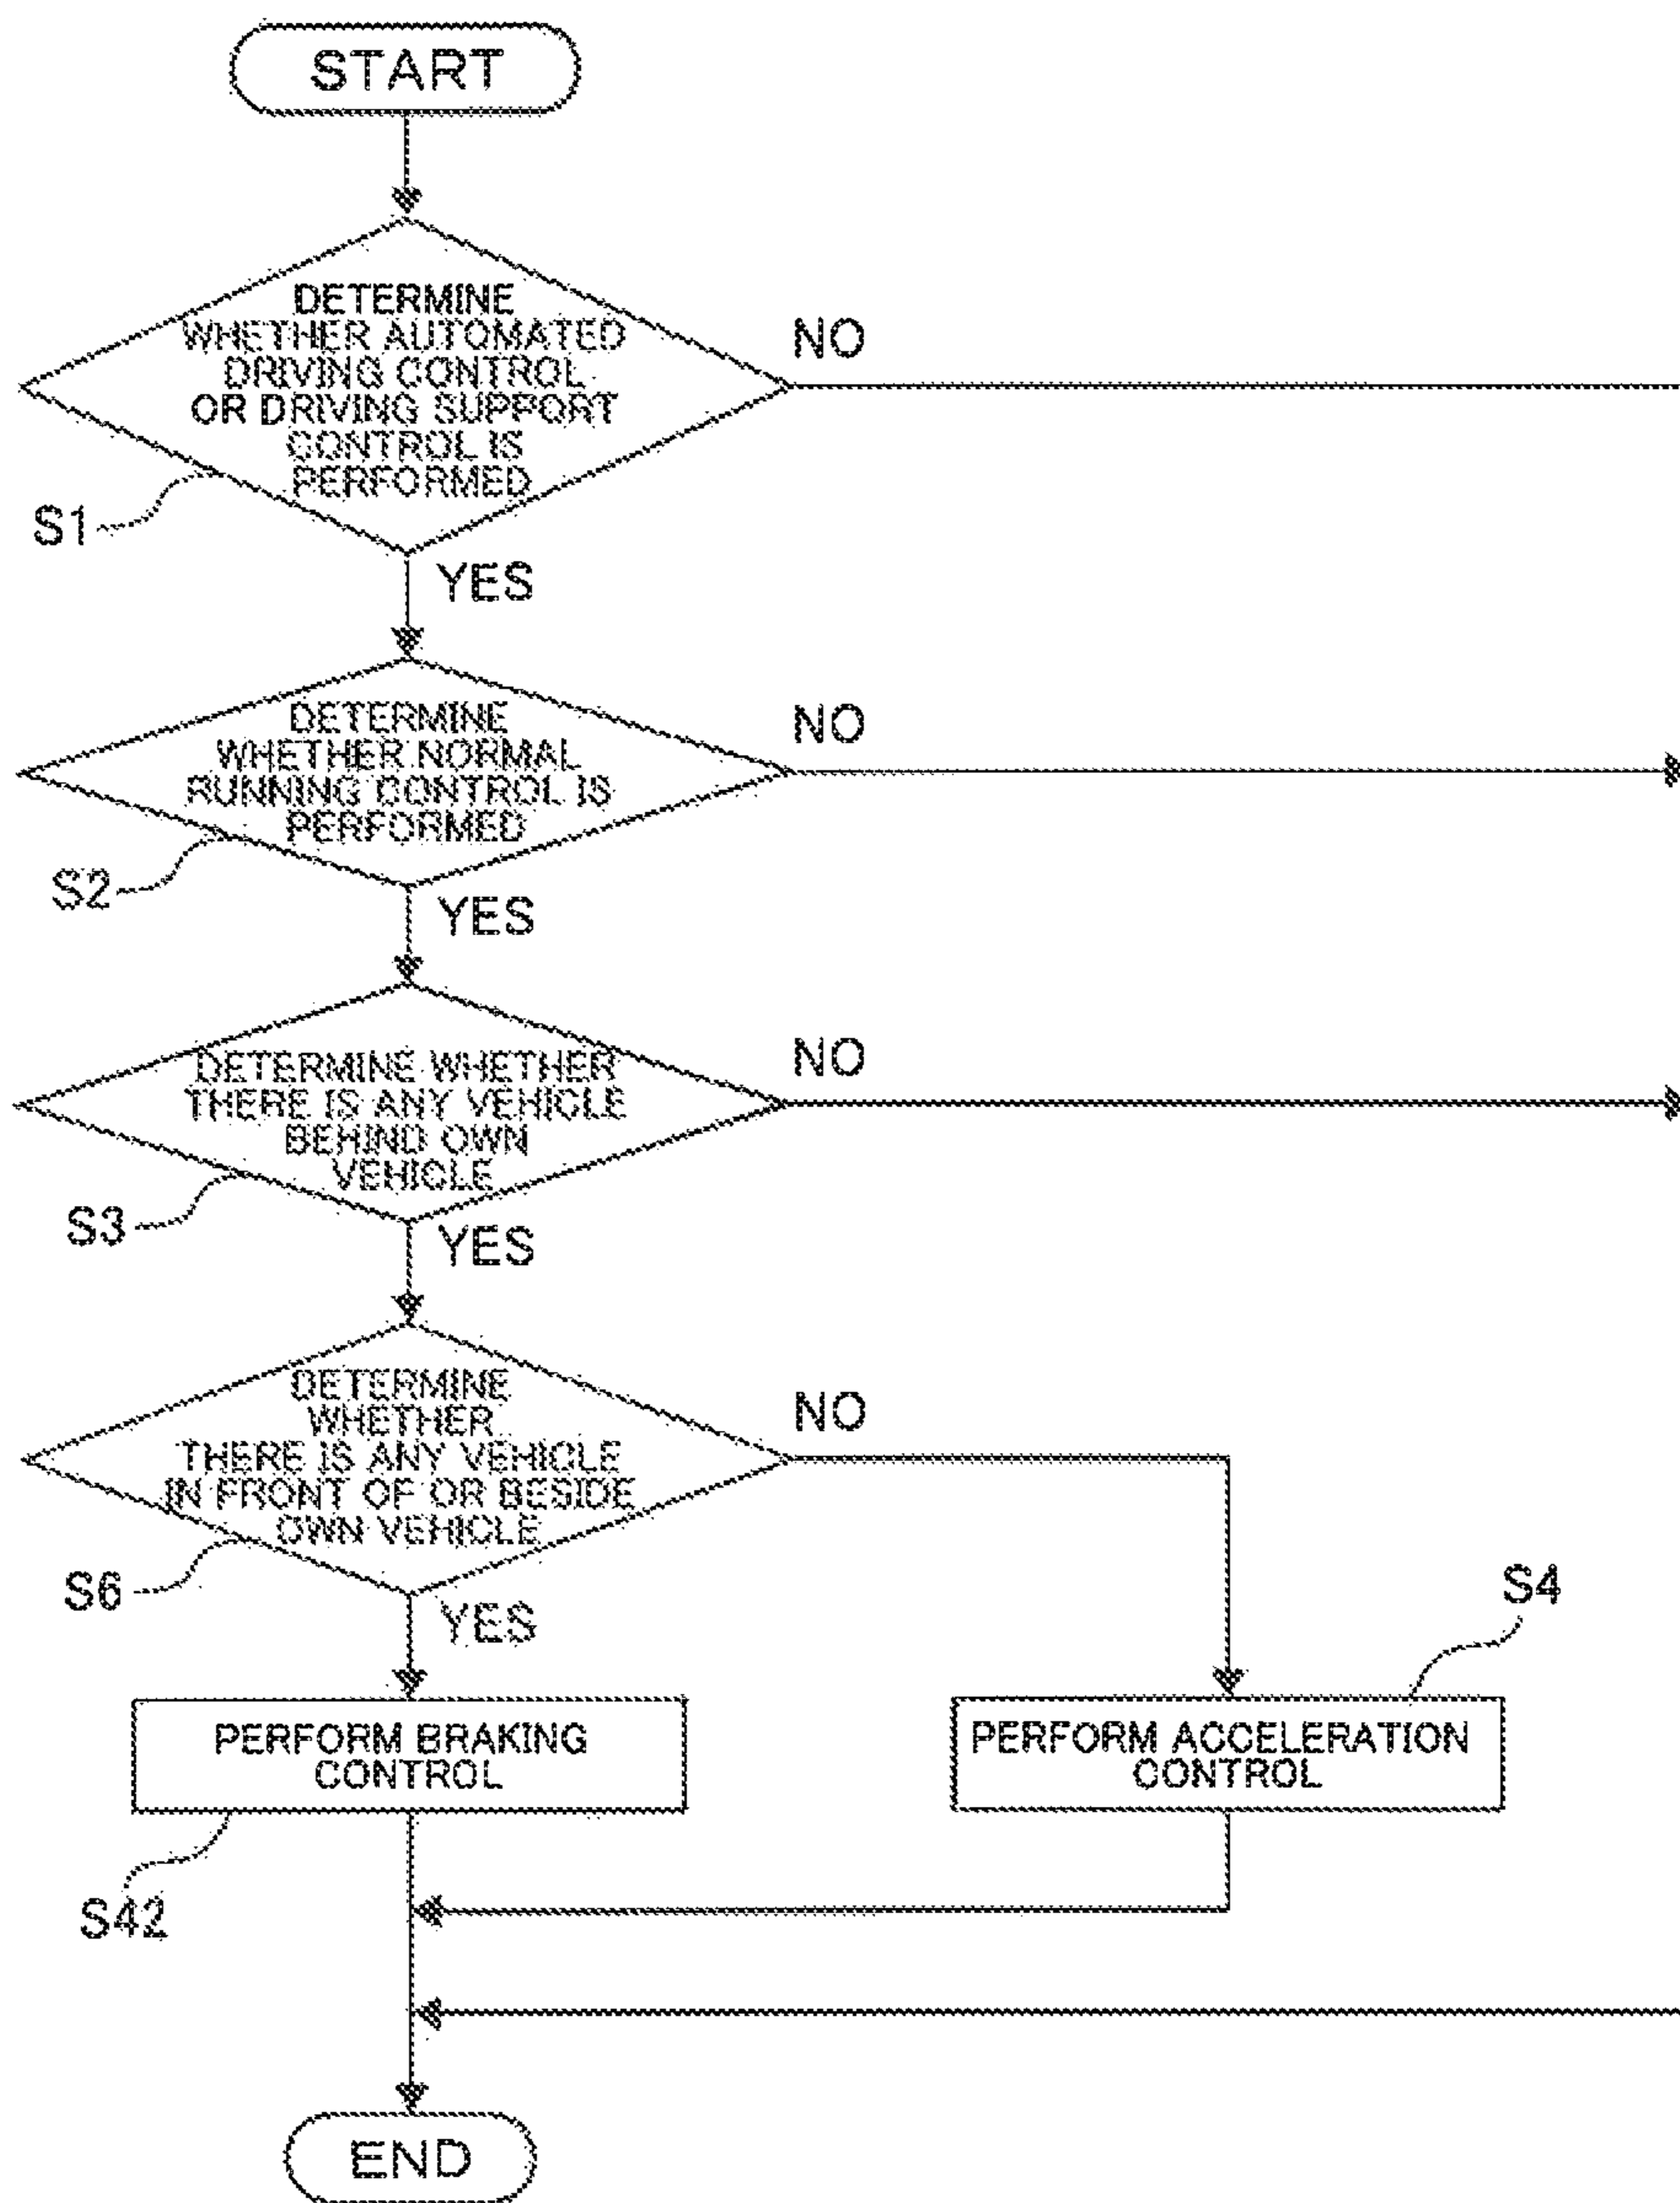 START
DETERMINE
WHETHER AUTOMATED
DRIVING CONTROL
OR DRIVING SUPPORT
CONTROL IS
PERFORMED
NO
S1
YES
DETERMINE
WHETHER NORMAL
RUNNING CONTROL IS
PERFORMED
NO
S2
YES
DETERMINE WHETHER
THERE IS ANY VEHICLE
BEHIND OWN
VEHICLE
NO
S3
YES
DETERMINE
WHETHER
THERE IS ANY VEHICLE
IN FRONT OF OR BESIDE
OWN VEHICLE
NO
S6
YES
S4
PERFORM BRAKING
CONTROL
PERFORM ACCELERATION
CONTROL
S42
END